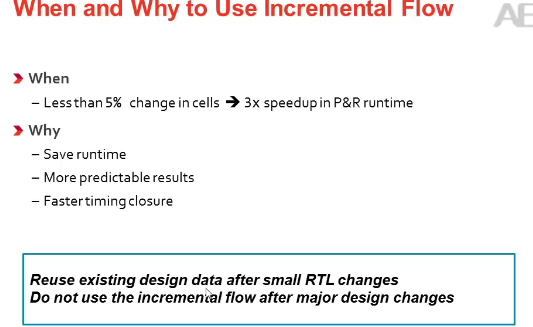 When and Why to Use Incremental Flow
AE
When
– Less than 5% change in cells ➔ 3x speedup in P&R runtime
Why
– Save runtime
– More predictable results
– Faster timing closure
Reuse existing design data after small RTL changes
Do not use the incremental flow after major design changes